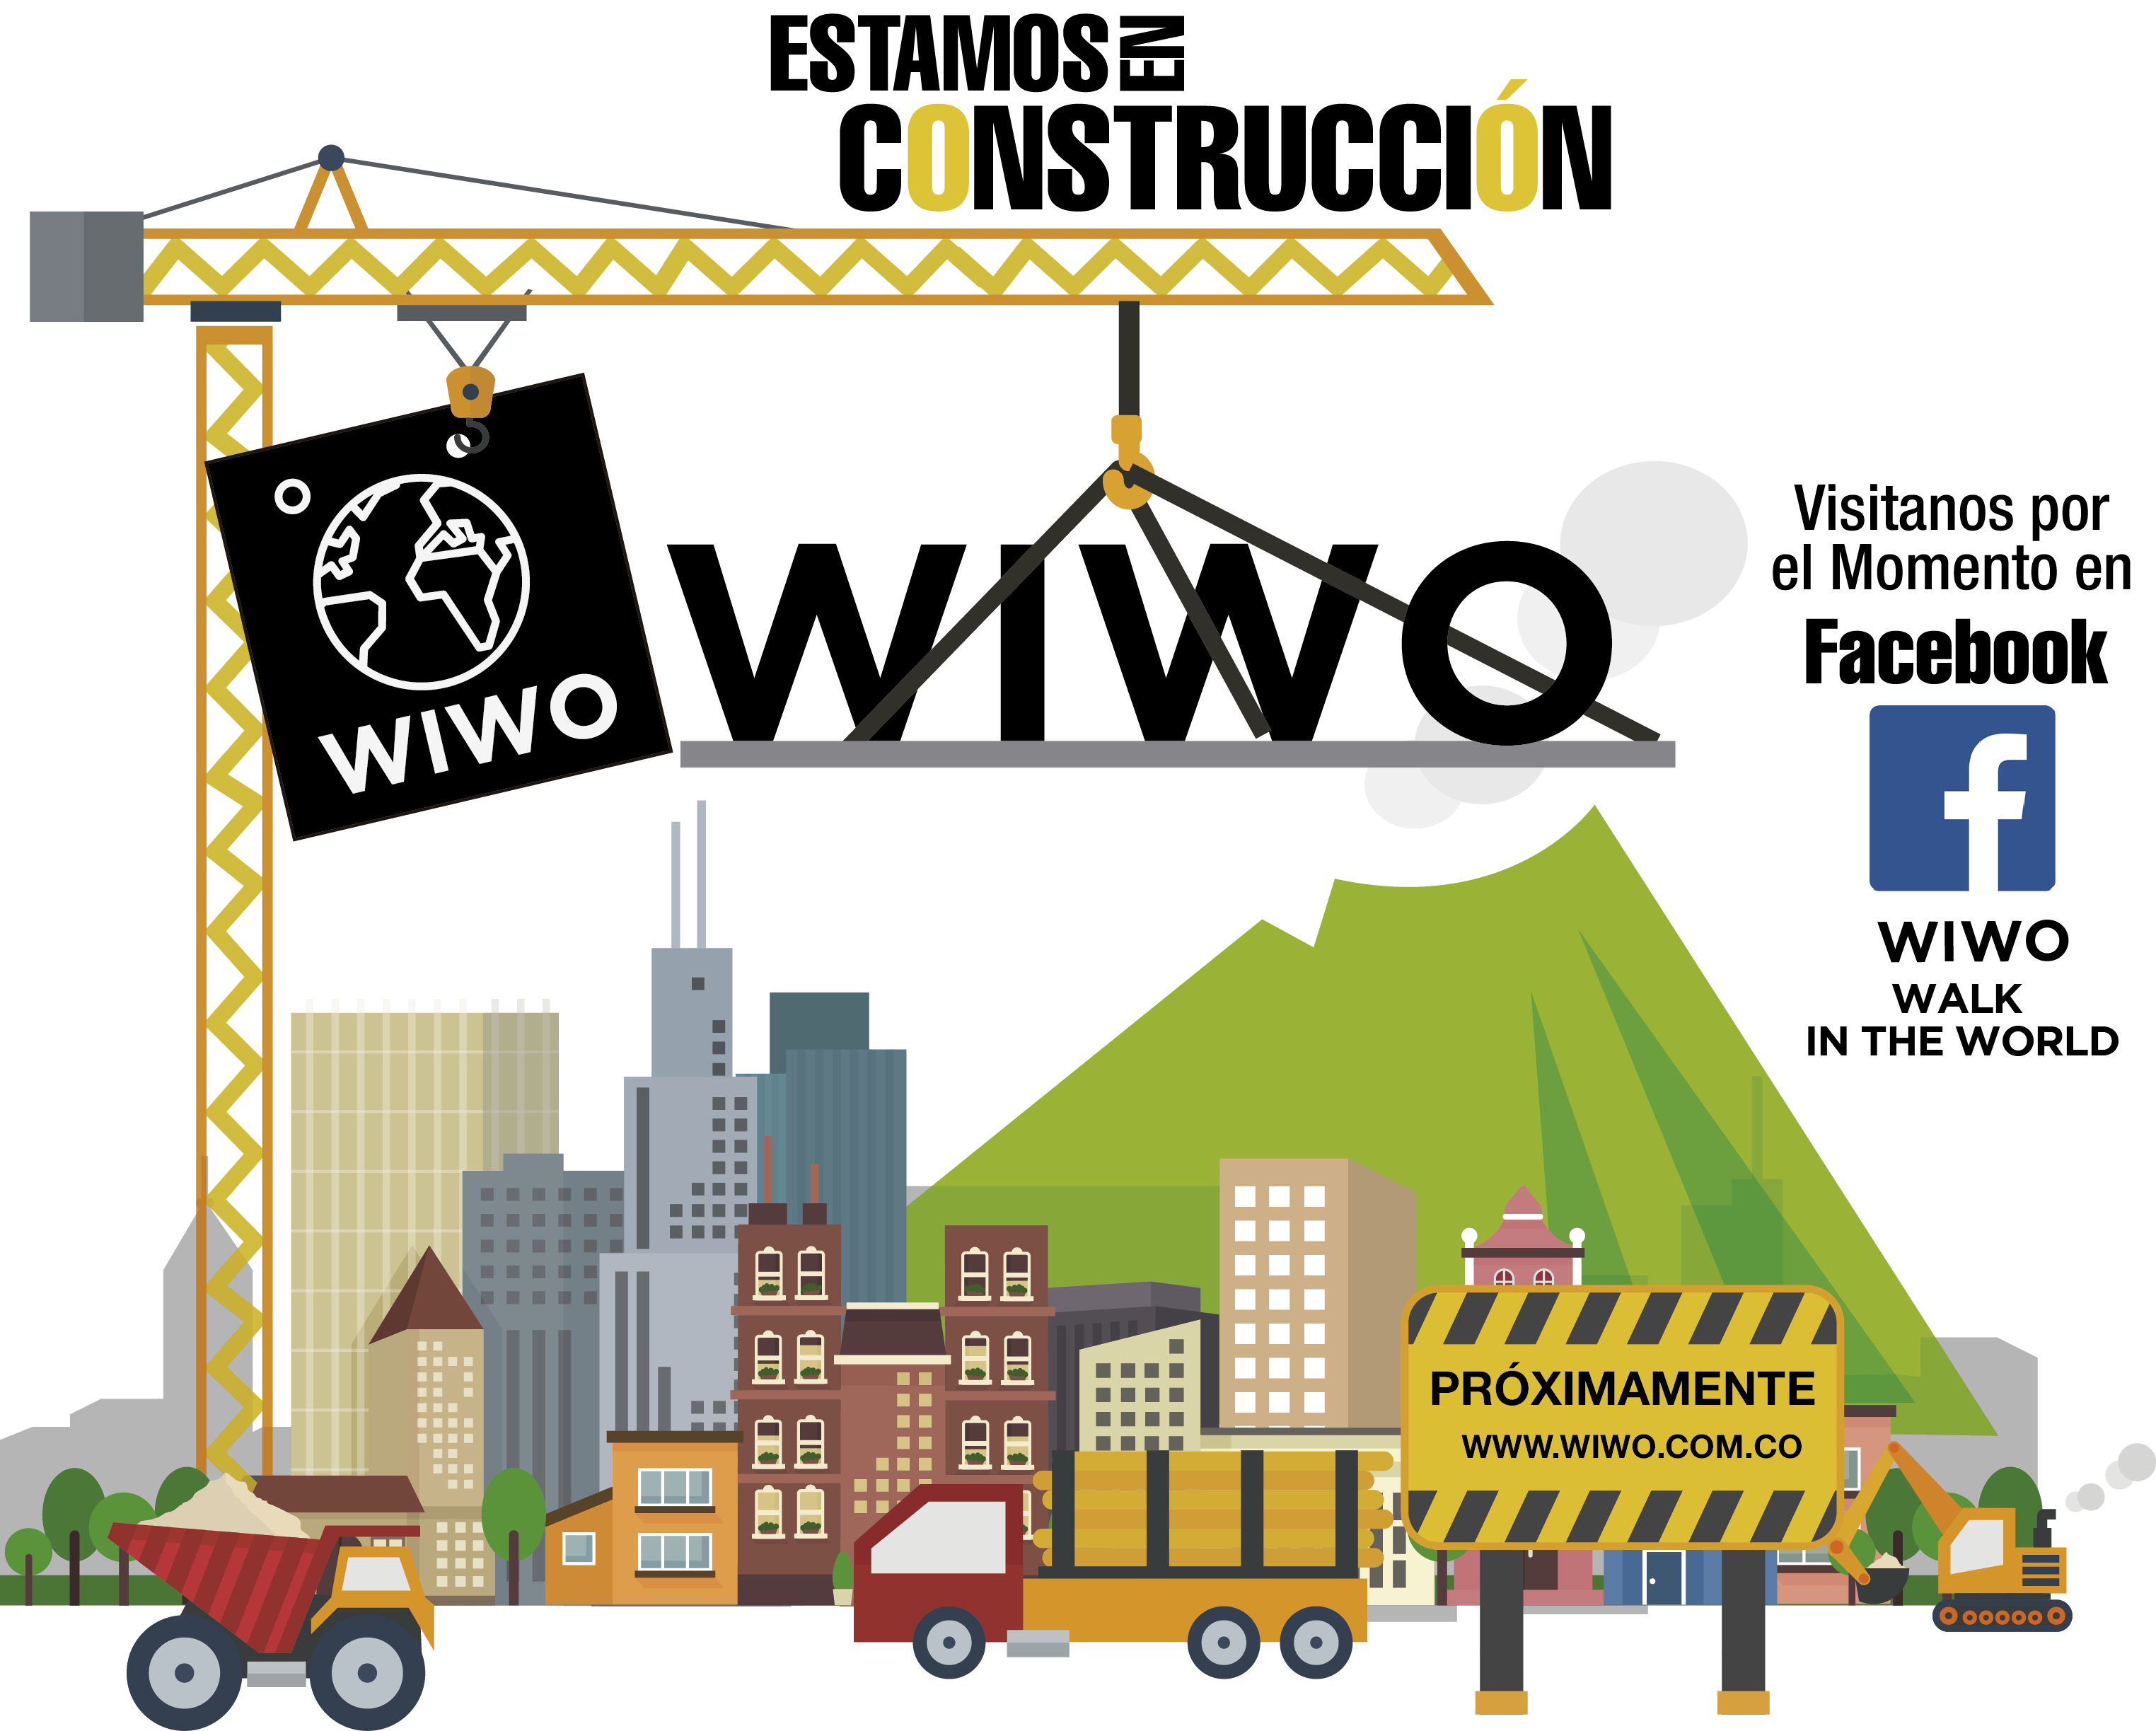 ESTAMOS EN
CONSTRUCCIÓN
WIWO
WIWO
Visitanos por
el Momento en
Facebook
f
WIWO
WALK
IN THE WORLD
PRÓXIMAMENTE
WWW.WIWO.COM.CO